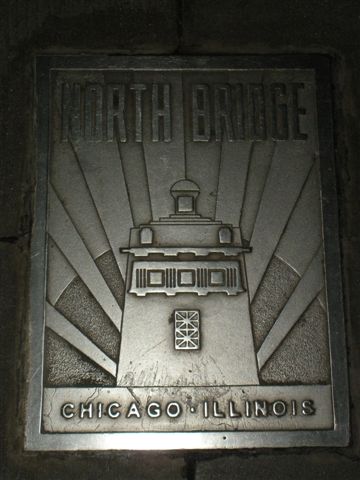 NORTH BRIDGE
CHICAGO · ILLINOIS